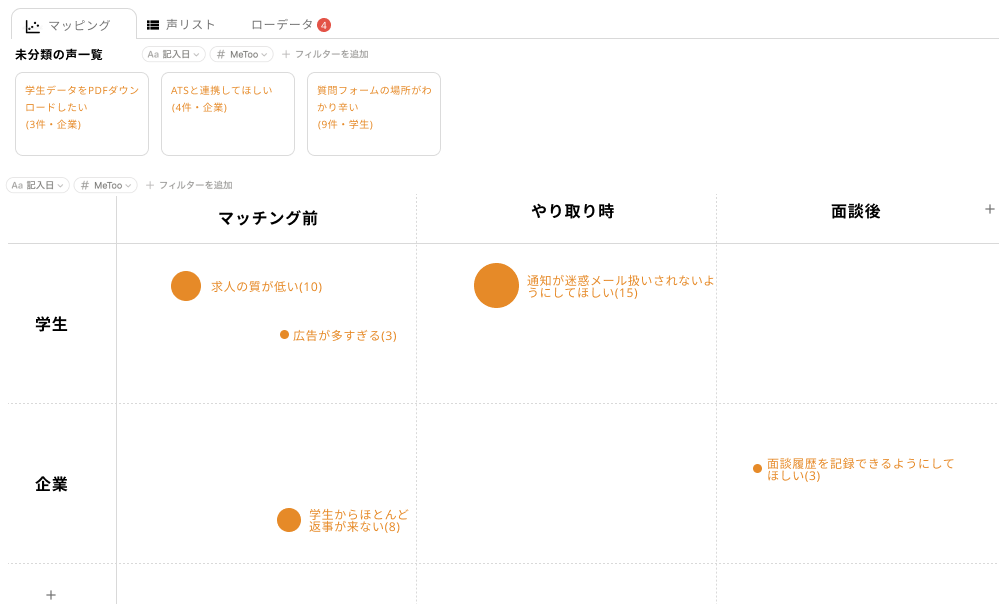 マッピング
声リスト
ローデータ 4
未分類の声一覧
Aa 記入日
# MeToo
+ フィルターを追加
学生データをPDFダウン
ロードしたい
(3件・企業)
ATSと連携してほしい
(4件・企業)
質問フォームの場所がわ
かり辛い
(9件・学生)
Aa 記入日
# MeToo
+ フィルターを追加
マッチング前
やり取り時
面談後
+
学生
求人の質が低い(10)
広告が多すぎる(3)
通知が迷惑メール扱いされないよ
うにしてほしい(15)
企業
学生からほとんど
返事が来ない(8)
面談履歴を記録できるようにして
ほしい(3)
+